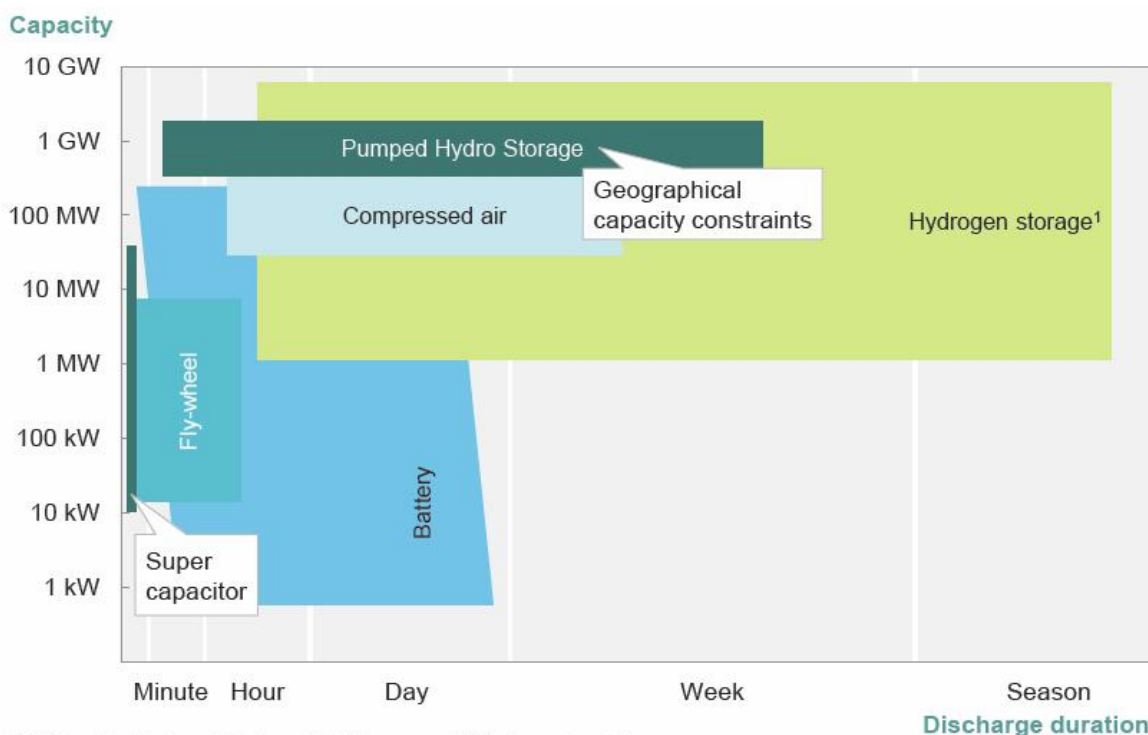 Capacity
10 GW
1 GW
100 MW
10 MW
1 MW
100 kW
10 kW
1 kW
Pumped Hydro Storage
Geographical
capacity constraints
Compressed air
Hydrogen storage¹
Fly-wheel
Battery
Super
capacitor
Minute Hour Day Week Season
Discharge duration